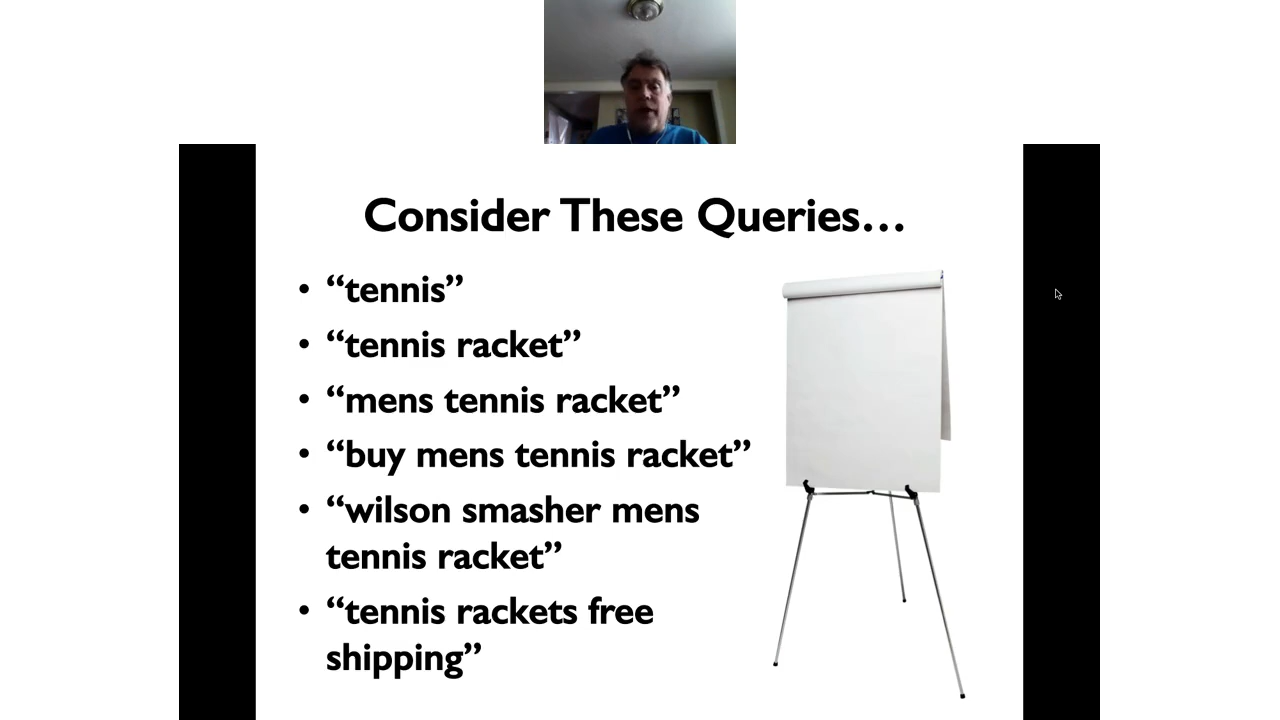 Consider These Queries…
• “tennis”
• “tennis racket”
• “mens tennis racket”
• “buy mens tennis racket”
• “wilson smasher mens
tennis racket”
• “tennis rackets free
shipping”